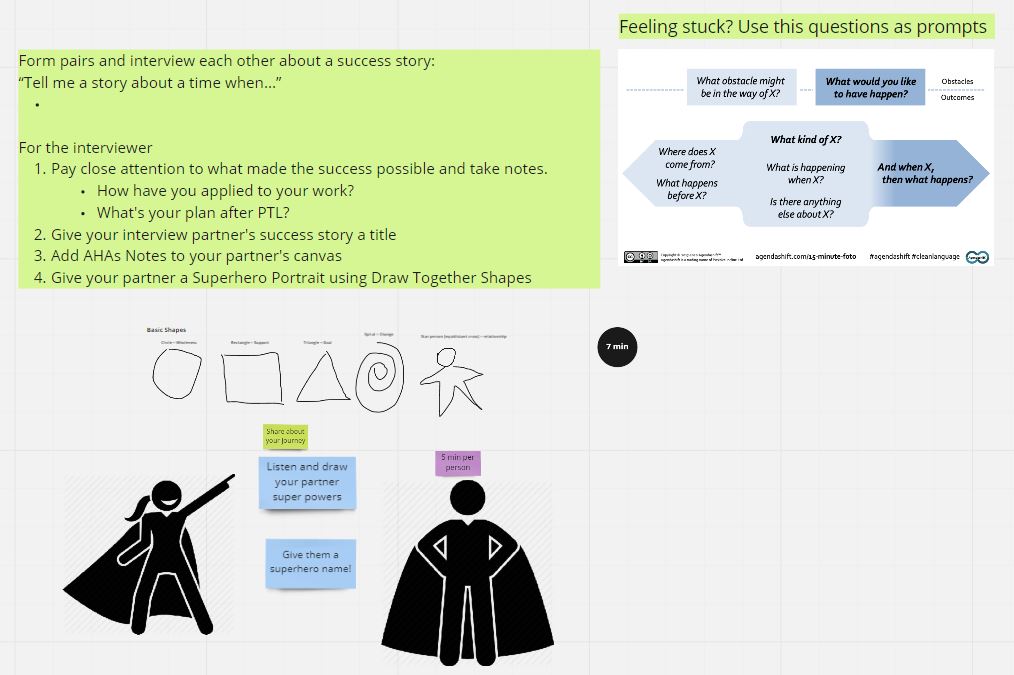 Feeling stuck? Use this questions as prompts
Form pairs and interview each other about a success story:
“Tell me a story about a time when...”
•
For the interviewer
1. Pay close attention to what made the success possible and take notes.
• How have you applied to your work?
• What's your plan after PTL?
2. Give your interview partner's success story a title
3. Add AHAs Notes to your partner's canvas
4. Give your partner a Superhero Portrait using Draw Together Shapes
What obstacle might
be in the way of X?
What would you like
to have happen?
Obstacles
Outcomes
Where does X
come from?
What happens
before X?
What kind of X?
What is happening
when X?
Is there anything
else about X?
And when X,
then what happens?
agendashift.com/15-minute-foto
#agendashift #cleanlanguage
Basic Shapes
Circle – Wholeness
Rectangle – Support
Triangle – Goal
Spiral – Change
Star person (equidistant cross) – relationship
7 min
Share about
your journey
Listen and draw
your partner
super powers
5 min per
person
Give them a
superhero name!